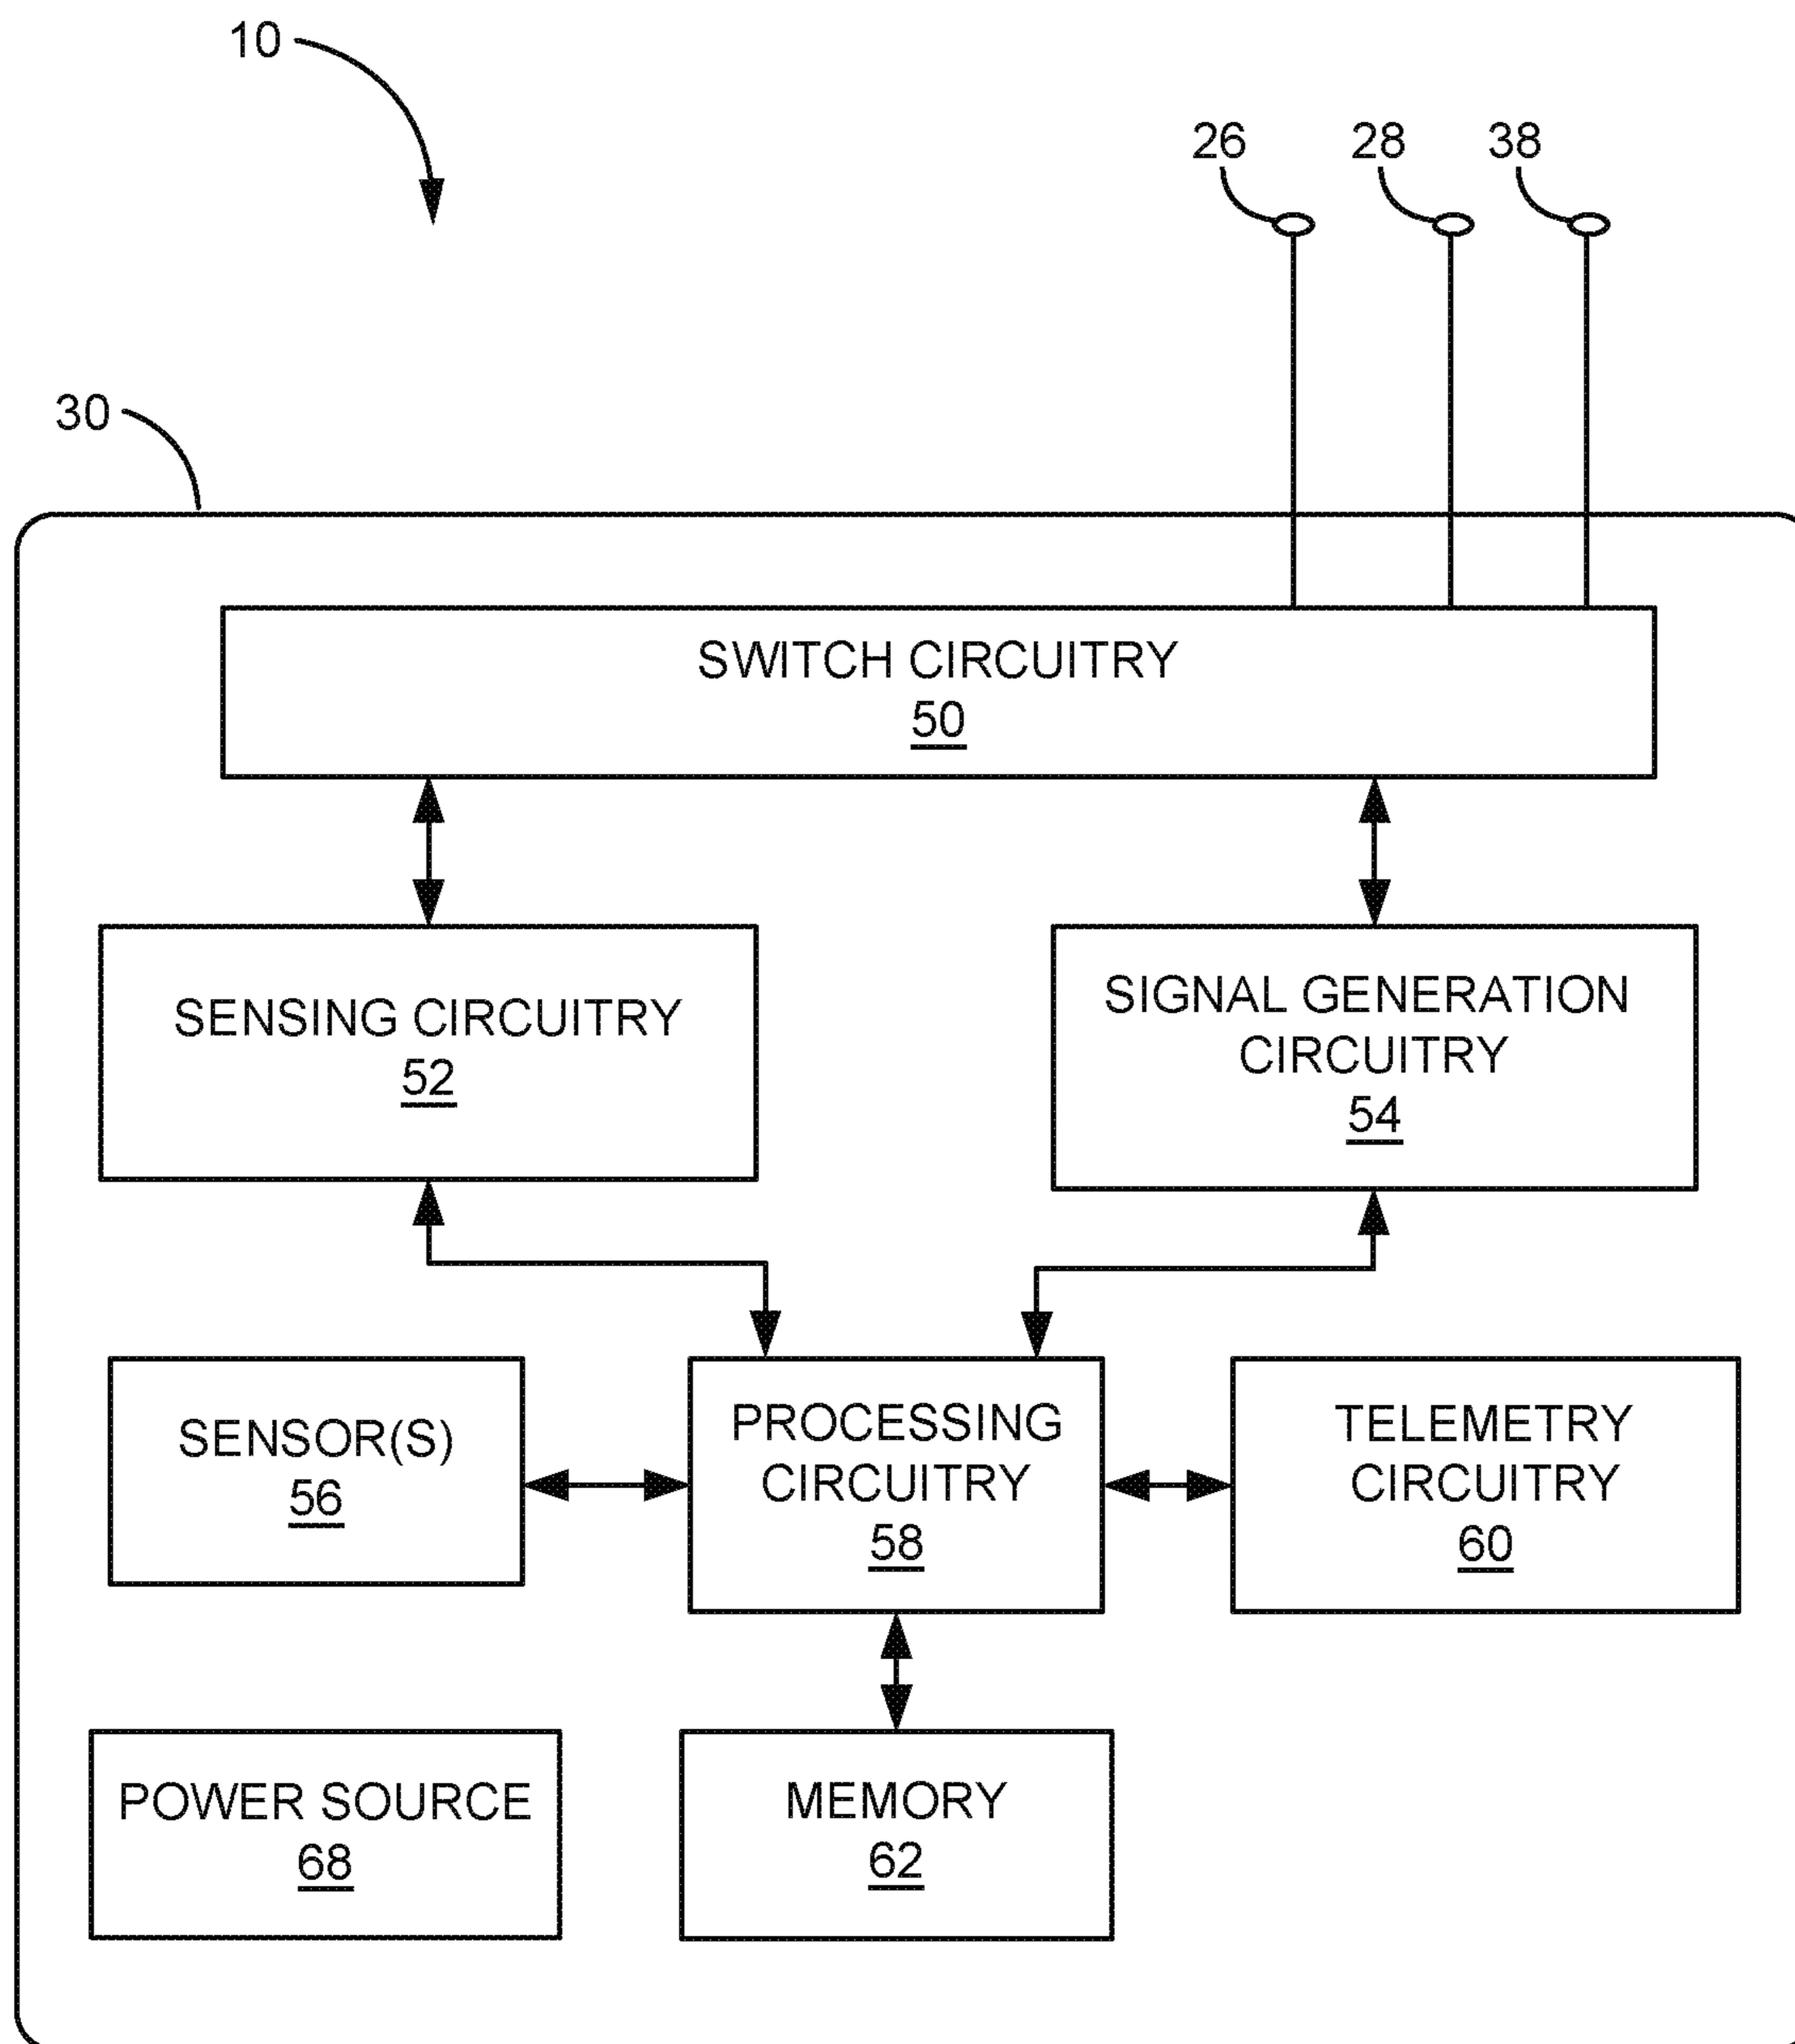 10
26
28
38
30
SWITCH CIRCUITRY
50
SENSING CIRCUITRY
52
SIGNAL GENERATION
CIRCUITRY
54
SENSOR(S)
56
PROCESSING
CIRCUITRY
58
TELEMETRY
CIRCUITRY
60
POWER SOURCE
68
MEMORY
62